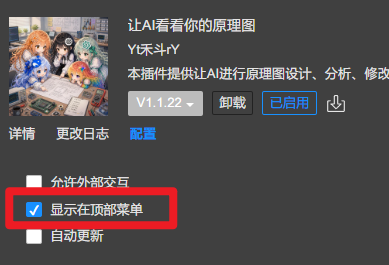 让AI看看你的原理图
Yt禾斗rY
本插件提供让AI进行原理图设计、分析、修改
V1.1.22 卸载 已启用
详情 更改日志 配置
允许外部交互
显示在顶部菜单
自动更新